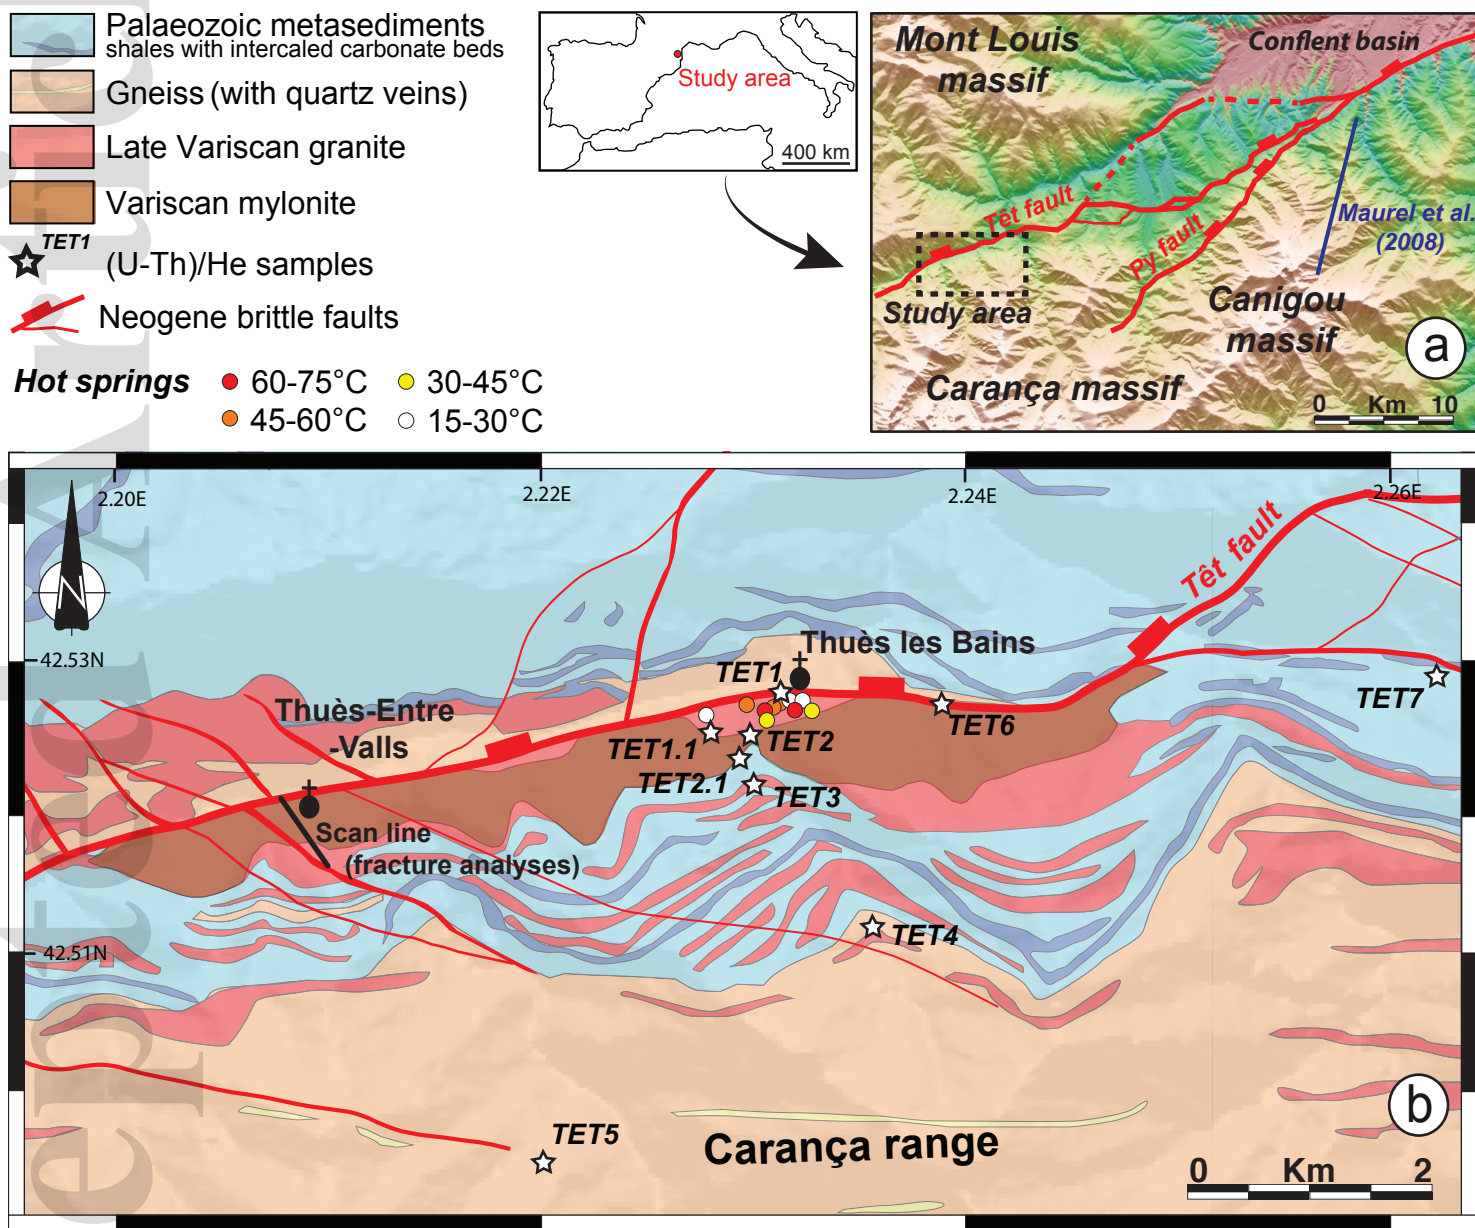 Palaeozoic metasediments
shales with intercaled carbonate beds
Gneiss (with quartz veins)
Late Variscan granite
Variscan mylonite
TET1
(U-Th)/He samples
Neogene brittle faults
Hot springs
60-75°C
30-45°C
45-60°C
15-30°C
Study area
400 km
Mont Louis
massif
Conflent basin
Têt fault
Py fault
Maurel et al.
(2008)
Study area
Canigou
massif
Carança massif
a
0 Km 10
2.20E
2.22E
2.24E
2.26E
N
42.53N
42.51N
Têt fault
Thuès les Bains
TET1
Thuès-Entre
-Valls
TET7
TET6
TET1.1
TET2
TET2.1
TET3
Scan line
(fracture analyses)
TET4
TET5
Carança range
b
0 Km 2